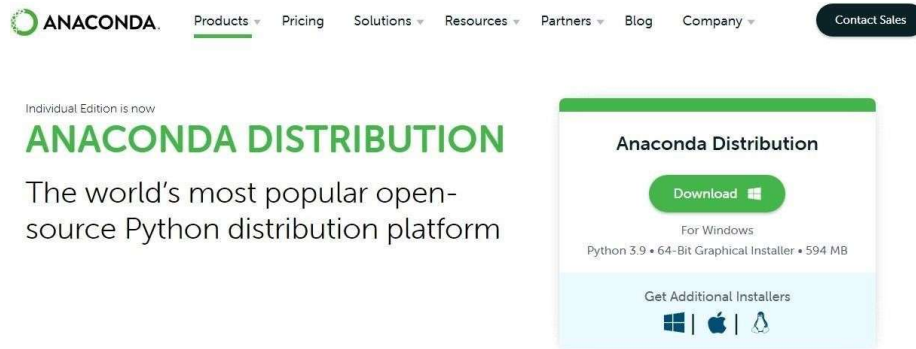 ANACONDA.
Products Pricing Solutions Resources Partners Blog Company Contact Sales
Individual Edition is now
ANACONDA DISTRIBUTION
The world's most popular open-
source Python distribution platform
Anaconda Distribution
Download
For Windows
Python 3.9 • 64-Bit Graphical Installer • 594 MB
Get Additional Installers